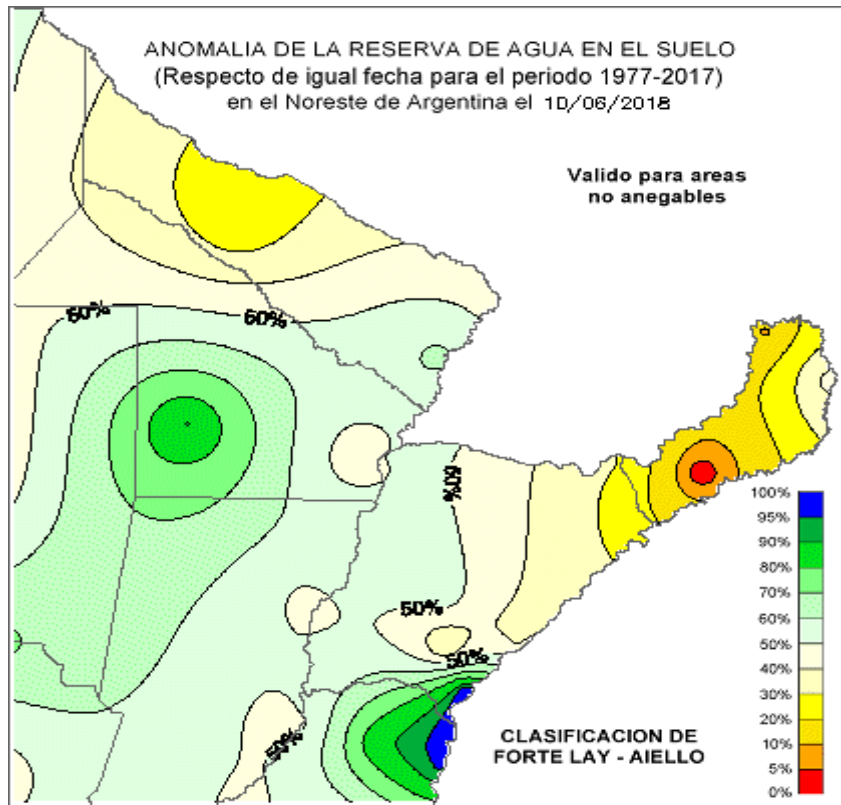 ANOMALIA DE LA RESERVA DE AGUA EN EL SUELO
(Respecto de igual fecha para el periodo 1977-2017)
en el Noreste de Argentina el 10/06/2018
Valido para areas
no anegables
50%
50%
50%
50%
50%
50%
100%
95%
90%
80%
70%
60%
50%
40%
30%
20%
10%
5%
0%
CLASIFICACION DE
FORTE LAY - AIELLO